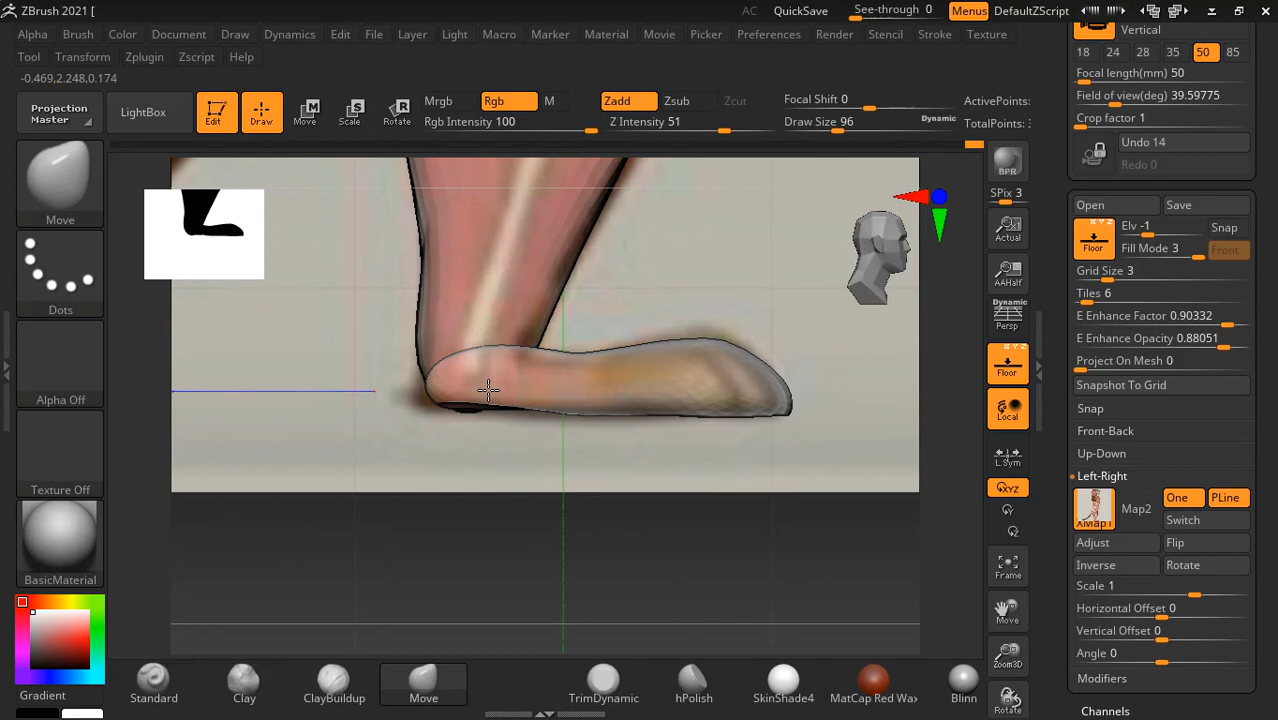 ZBrush 2021 [
AC QuickSave See-through 0 Menus DefaultZScript
Alpha Brush Color Document Draw Dynamics Edit File Layer Light Macro Marker Material Movie Picker Preferences Render Stencil Stroke Texture
Tool Transform Zplugin Zscript Help
-0.469,2.248,0.174
Projection
Master
LightBox
Edit
Draw
Move
Scale
Rotate
Mrgb Rgb M
Rgb Intensity 100
Zadd Zsub Zcut
Z Intensity 51
Focal Shift 0
Draw Size 96
Dynamic
ActivePoints:
TotalPoints:
Move
Dots
Alpha Off
Texture Off
BasicMaterial
Gradient
BPR
SPix 3
Actual
AAHalf
Dynamic
Persp
Floor
Local
L.Sym
XYZ
Frame
Move
Zoom3D
Rotate
Vertical
18 24 28 35 50 85
Focal length(mm) 50
Field of view(deg) 39.59775
Crop factor 1
Undo 14
Redo 0
Open Save
X Y Z
Floor
Elv -1 Snap
Fill Mode 3 Front
Grid Size 3
Tiles 6
E Enhance Factor 0.90332
E Enhance Opacity 0.88051
Project On Mesh 0
Snapshot To Grid
Snap
Front-Back
Up-Down
Left-Right
XMap1
Map2
One PLine
Switch
Adjust Flip
Inverse Rotate
Scale 1
Horizontal Offset 0
Vertical Offset 0
Angle 0
Modifiers
Channels
Standard Clay ClayBuildup Move TrimDynamic hPolish SkinShade4 MatCap Red Wa Blinn